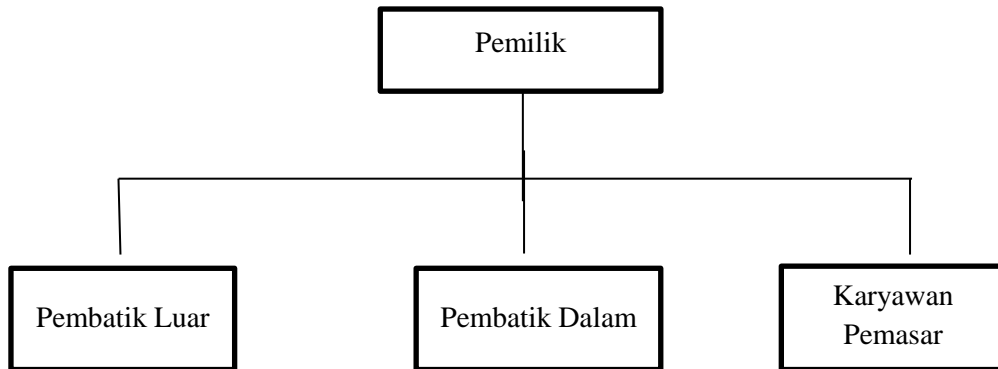 Pemilik
Pembatik Luar
Pembatik Dalam
Karyawan
Pemasar